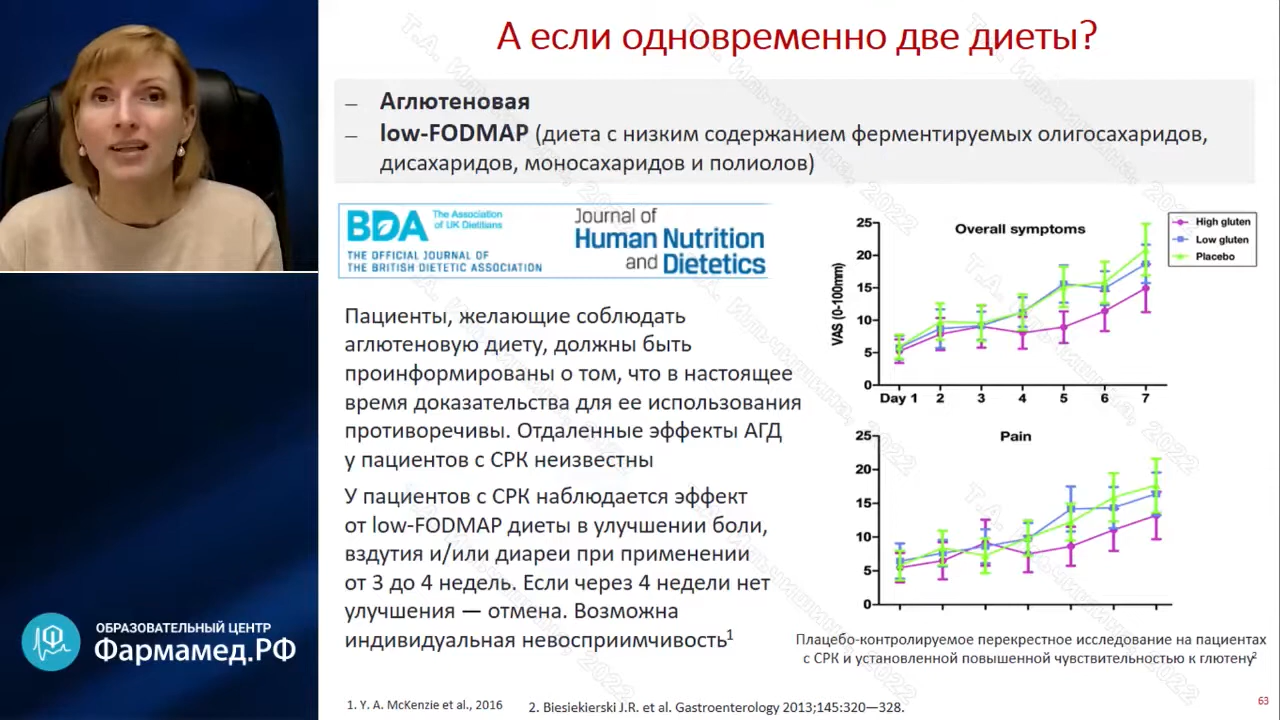 А если одновременно две диеты?
– Аглютеновая
– low-FODMAP (диета с низким содержанием ферментируемых олигосахаридов,
дисахаридов, моносахаридов и полиолов)
BDA The Association
of UK Dietitians
THE OFFICIAL JOURNAL OF
THE BRITISH DIETETIC ASSOCIATION
Journal of
Human Nutrition
and Dietetics
Пациенты, желающие соблюдать
аглютеновую диету, должны быть
проинформированы о том, что в настоящее
время доказательства для ее использования
противоречивы. Отдаленные эффекты АГД
у пациентов с СРК неизвестны
У пациентов с СРК наблюдается эффект
от low-FODMAP диеты в улучшении боли,
вздутия и/или диареи при применении
от 3 до 4 недель. Если через 4 недели нет
улучшения — отмена. Возможна
индивидуальная невосприимчивость1
Overall symptoms
High gluten
Low gluten
Placebo
VAS (0-100mm)
25
20
15
10
5
0
Day 1 2 3 4 5 6 7
Pain
25
20
15
10
5
0
Плацебо-контролируемое перекрестное исследование на пациентах
с СРК и установленной повышенной чувствительностью к глютену2
1. Y. A. McKenzie et al., 2016
2. Biesiekierski J.R. et al. Gastroenterology 2013;145:320—328.
63
ОБРАЗОВАТЕЛЬНЫЙ ЦЕНТР
Фармамед.РФ
Т.А. Ильчишина, 2022